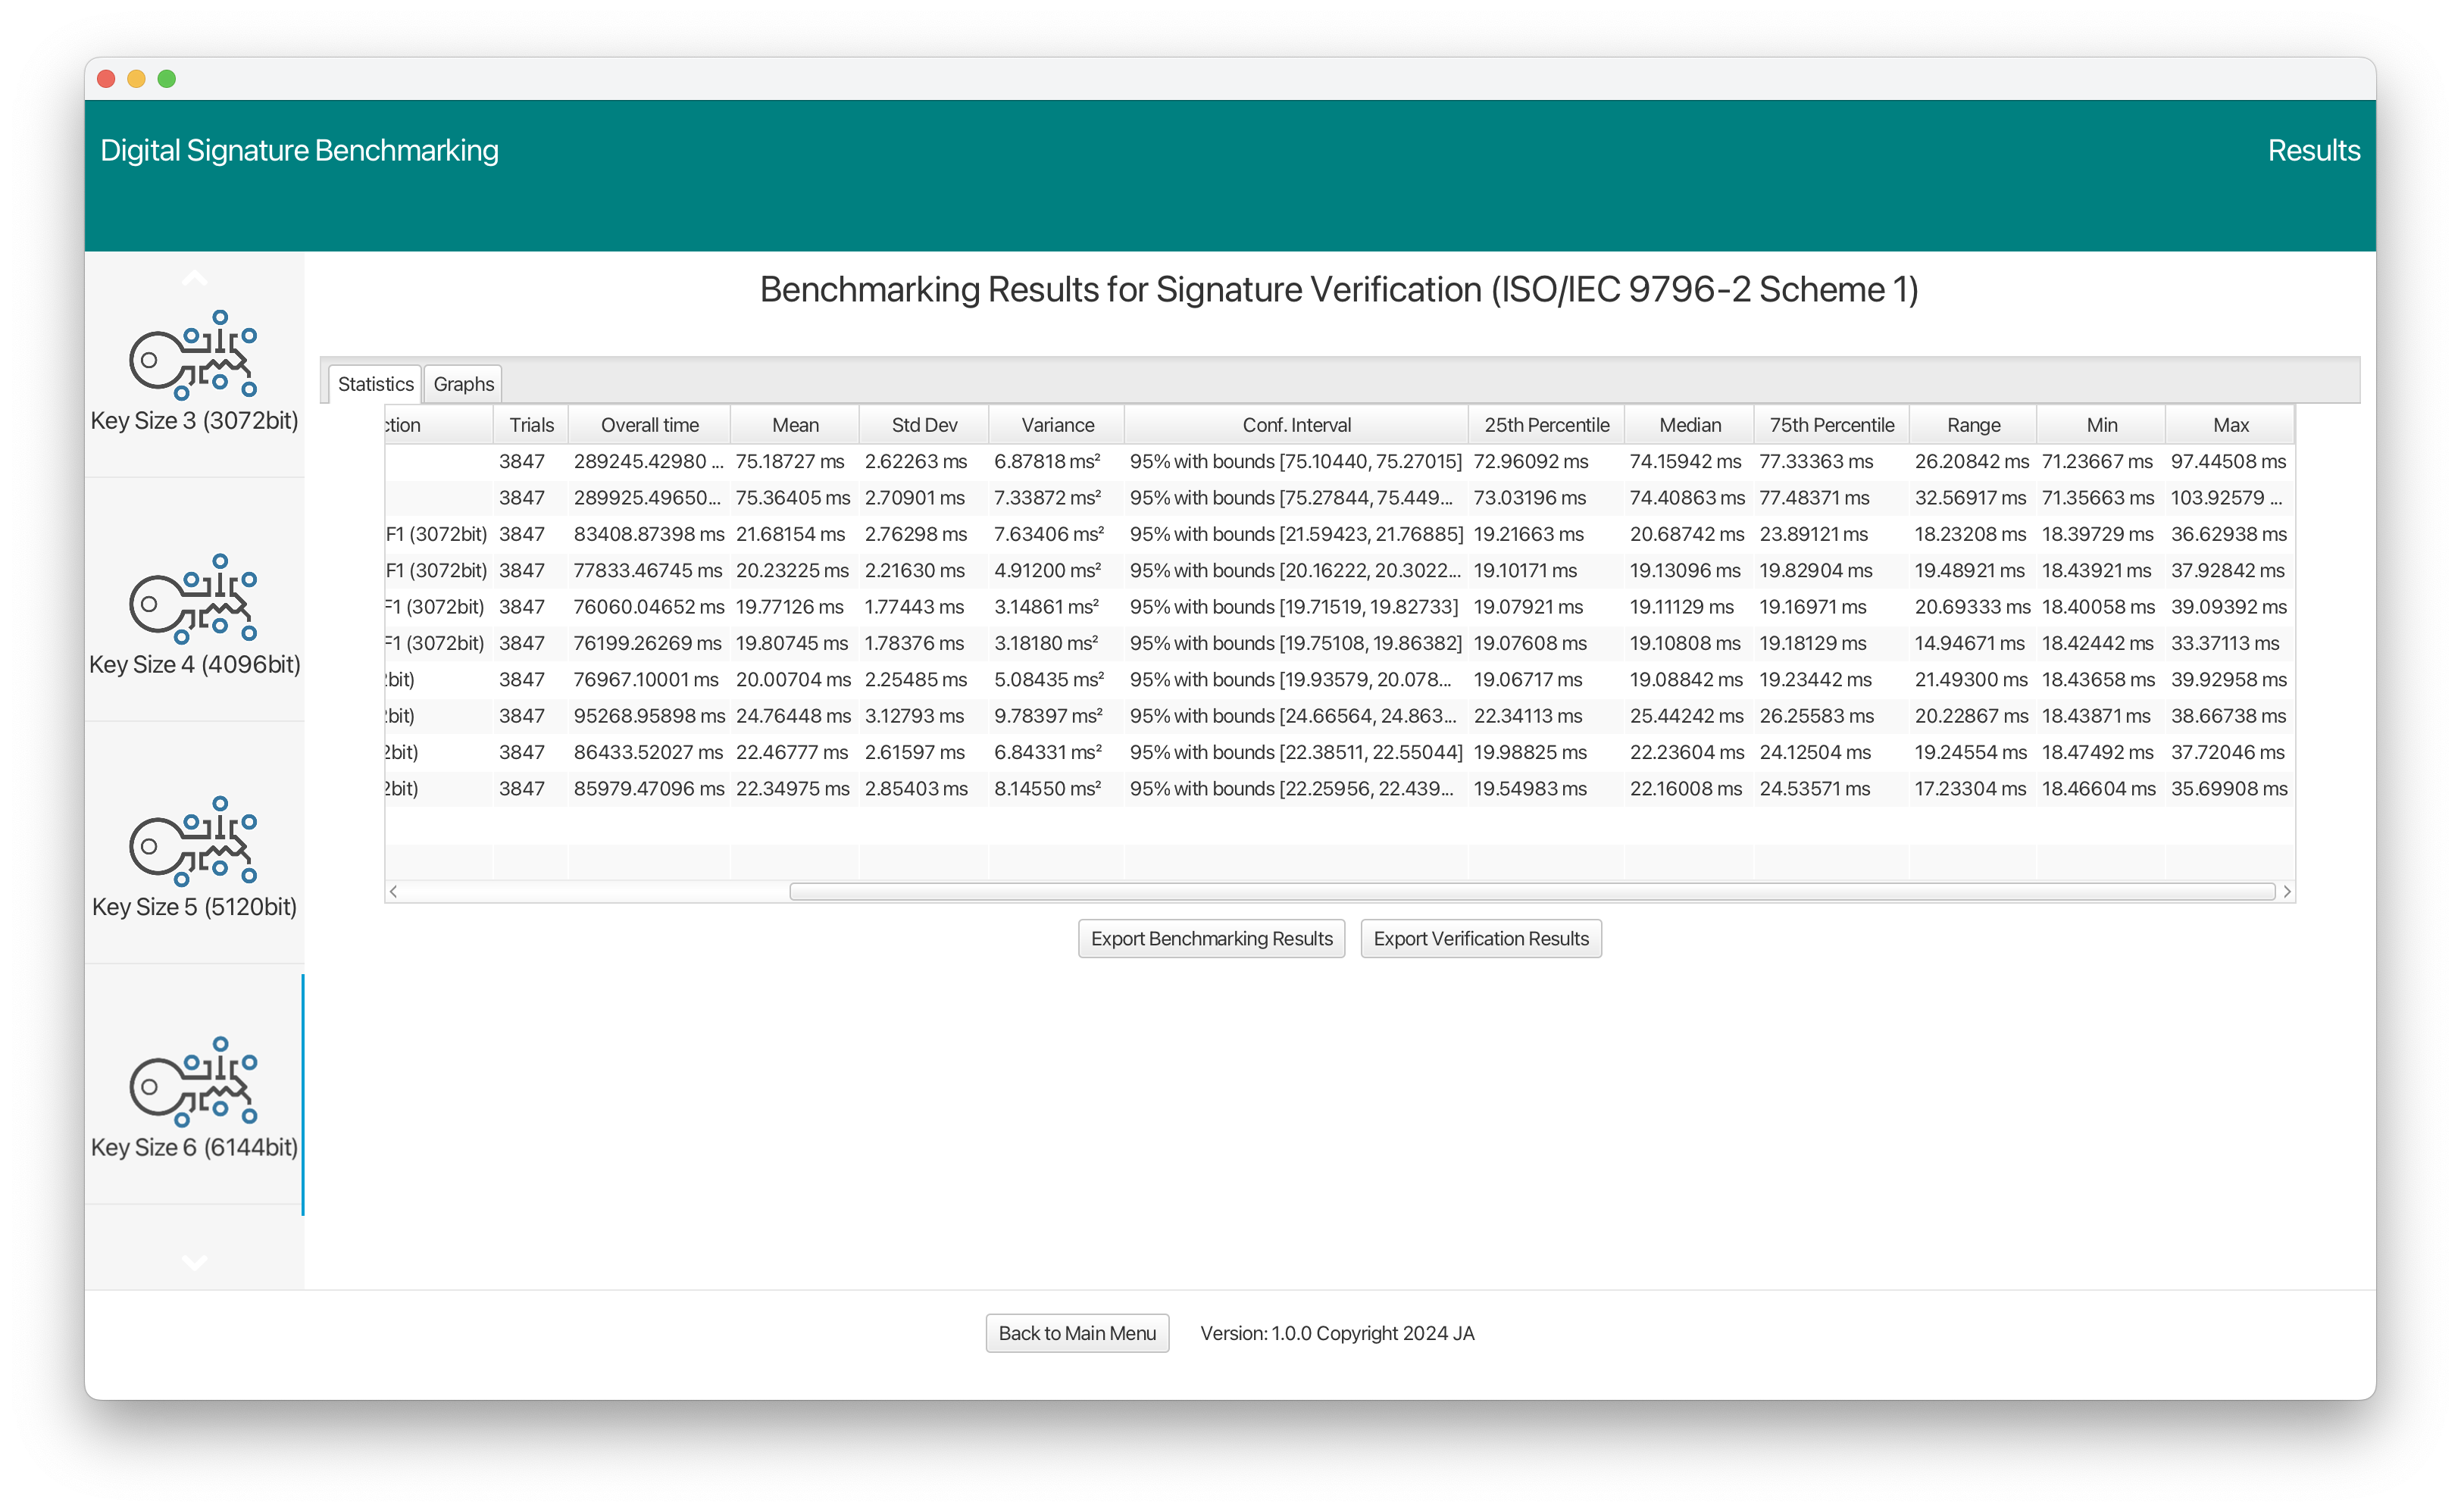 Digital Signature Benchmarking
Results
Key Size 3 (3072bit)
Key Size 4 (4096bit)
Key Size 5 (5120bit)
Key Size 6 (6144bit)
Benchmarking Results for Signature Verification (ISO/IEC 9796-2 Scheme 1)
Statistics Graphs
ction Trials Overall time Mean Std Dev Variance Conf. Interval 25th Percentile Median 75th Percentile Range Min Max
3847 289245.42980 ... 75.18727 ms 2.62263 ms 6.87818 ms² 95% with bounds [75.10440, 75.27015] 72.96092 ms 74.15942 ms 77.33363 ms 26.20842 ms 71.23667 ms 97.44508 ms
3847 289925.49650... 75.36405 ms 2.70901 ms 7.33872 ms² 95% with bounds [75.27844, 75.449... 73.03196 ms 74.40863 ms 77.48371 ms 32.56917 ms 71.35663 ms 103.92579 ...
F1 (3072bit) 3847 83408.87398 ms 21.68154 ms 2.76298 ms 7.63406 ms² 95% with bounds [21.59423, 21.76885] 19.21663 ms 20.68742 ms 23.89121 ms 18.23208 ms 18.39729 ms 36.62938 ms
F1 (3072bit) 3847 77833.46745 ms 20.23225 ms 2.21630 ms 4.91200 ms² 95% with bounds [20.16222, 20.3022... 19.10171 ms 19.13096 ms 19.82904 ms 19.48921 ms 18.43921 ms 37.92842 ms
F1 (3072bit) 3847 76060.04652 ms 19.77126 ms 1.77443 ms 3.14861 ms² 95% with bounds [19.71519, 19.82733] 19.07921 ms 19.11129 ms 19.16971 ms 20.69333 ms 18.40058 ms 39.09392 ms
F1 (3072bit) 3847 76199.26269 ms 19.80745 ms 1.78376 ms 3.18180 ms² 95% with bounds [19.75108, 19.86382] 19.07608 ms 19.10808 ms 19.18129 ms 14.94671 ms 18.42442 ms 33.37113 ms
2bit) 3847 76967.10001 ms 20.00704 ms 2.25485 ms 5.08435 ms² 95% with bounds [19.93579, 20.078... 19.06717 ms 19.08842 ms 19.23442 ms 21.49300 ms 18.43658 ms 39.92958 ms
2bit) 3847 95268.95898 ms 24.76448 ms 3.12793 ms 9.78397 ms² 95% with bounds [24.66564, 24.863... 22.34113 ms 25.44242 ms 26.25583 ms 20.22867 ms 18.43871 ms 38.66738 ms
2bit) 3847 86433.52027 ms 22.46777 ms 2.61597 ms 6.84331 ms² 95% with bounds [22.38511, 22.55044] 19.98825 ms 22.23604 ms 24.12504 ms 19.24554 ms 18.47492 ms 37.72046 ms
2bit) 3847 85979.47096 ms 22.34975 ms 2.85403 ms 8.14550 ms² 95% with bounds [22.25956, 22.439... 19.54983 ms 22.16008 ms 24.53571 ms 17.23304 ms 18.46604 ms 35.69908 ms
Export Benchmarking Results Export Verification Results
Back to Main Menu Version: 1.0.0 Copyright 2024 JA